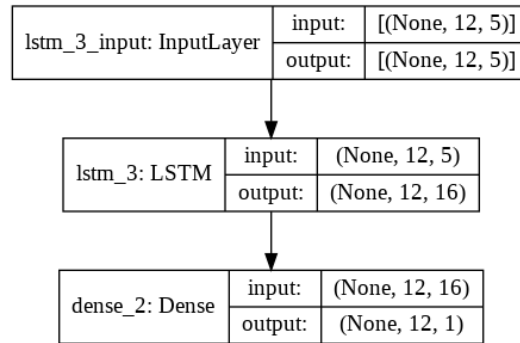 lstm_3_input: InputLayer
input: [(None, 12, 5)]
output: [(None, 12, 5)]
lstm_3: LSTM
input: (None, 12, 5)
output: (None, 12, 16)
dense_2: Dense
input: (None, 12, 16)
output: (None, 12, 1)